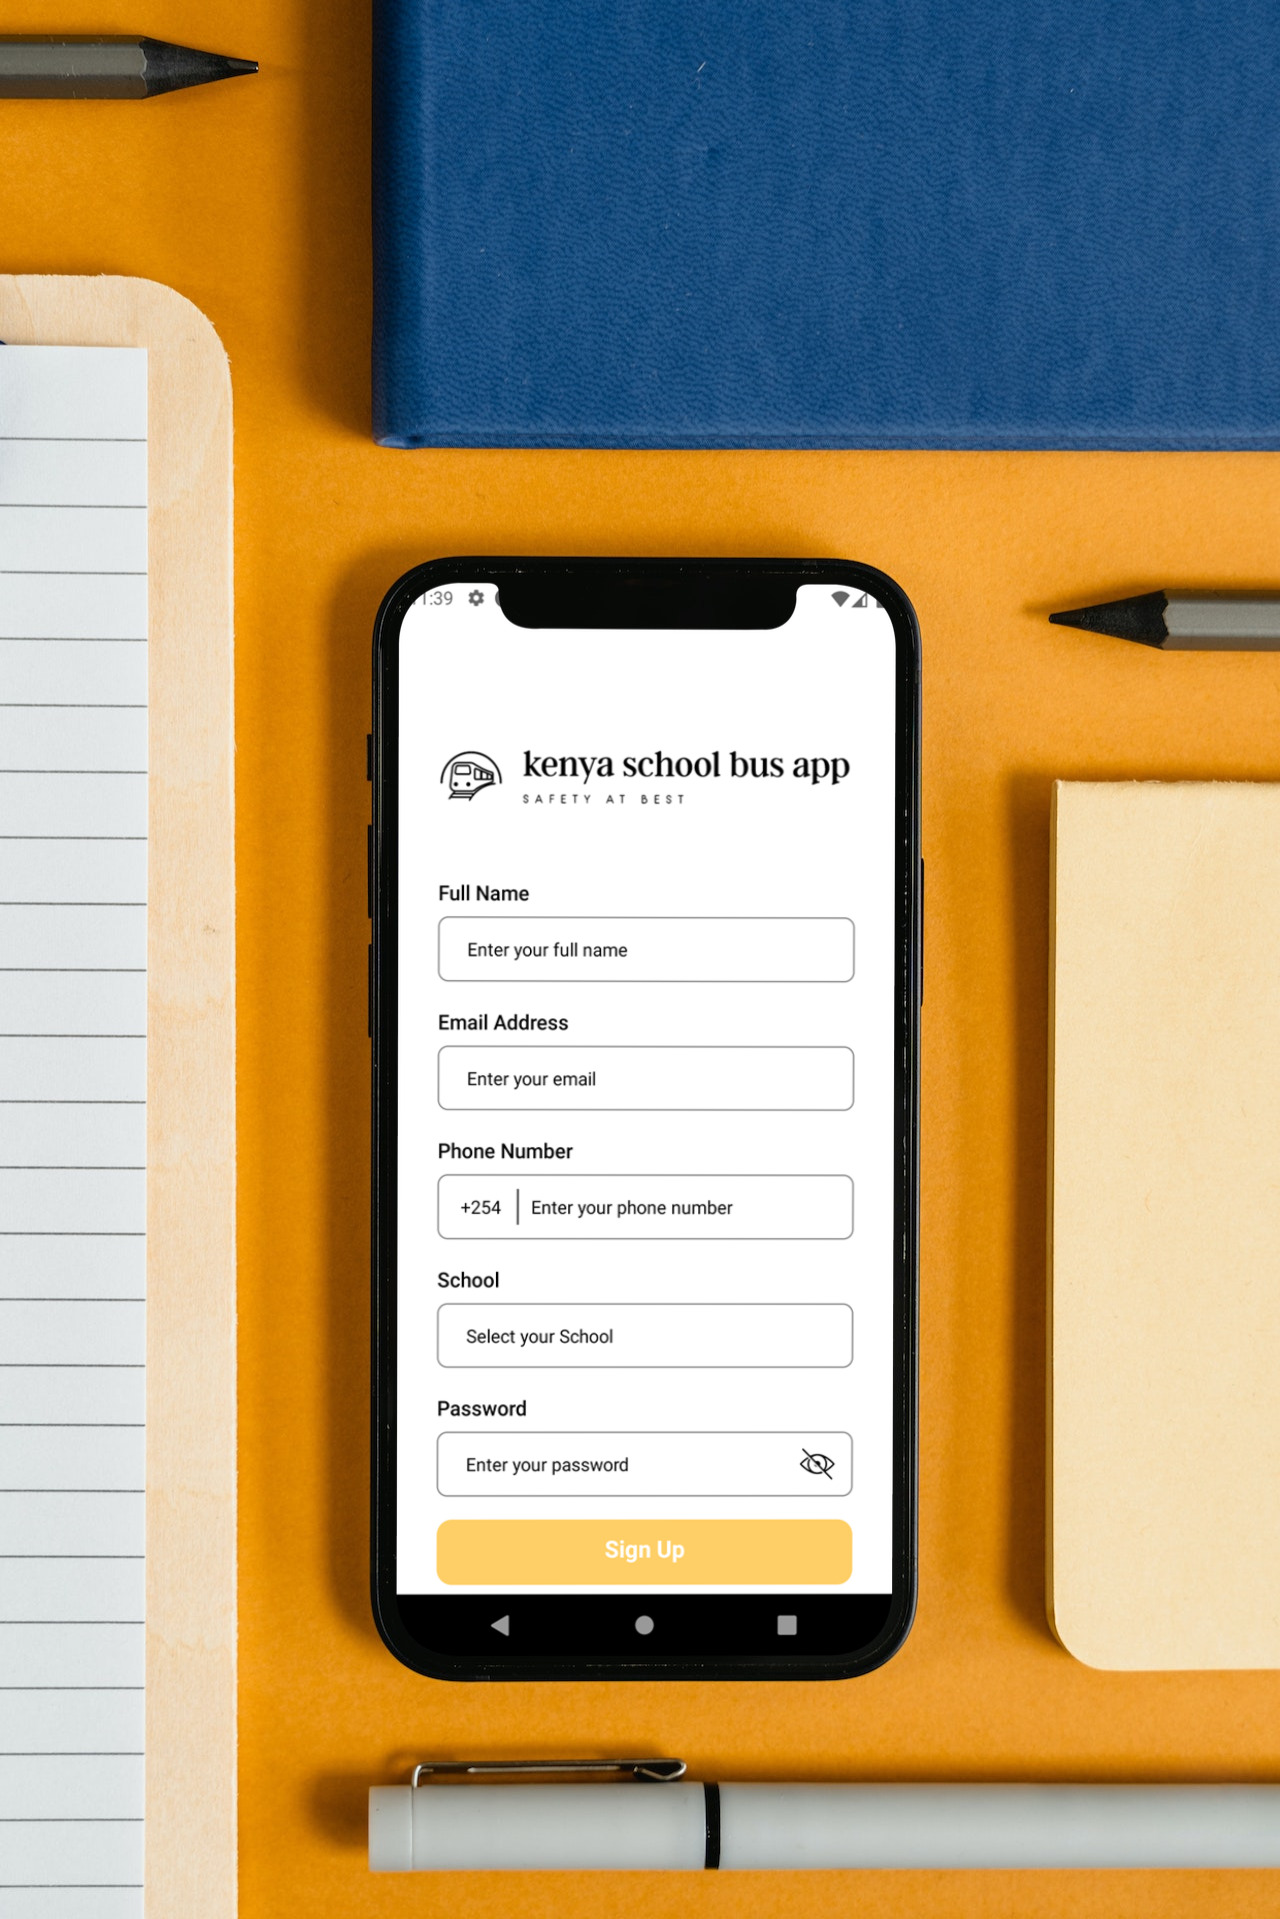 :39
kenya school bus app
SAFETY AT BEST
Full Name
Enter your full name
Email Address
Enter your email
Phone Number
+254 Enter your phone number
School
Select your School
Password
Enter your password
Sign Up